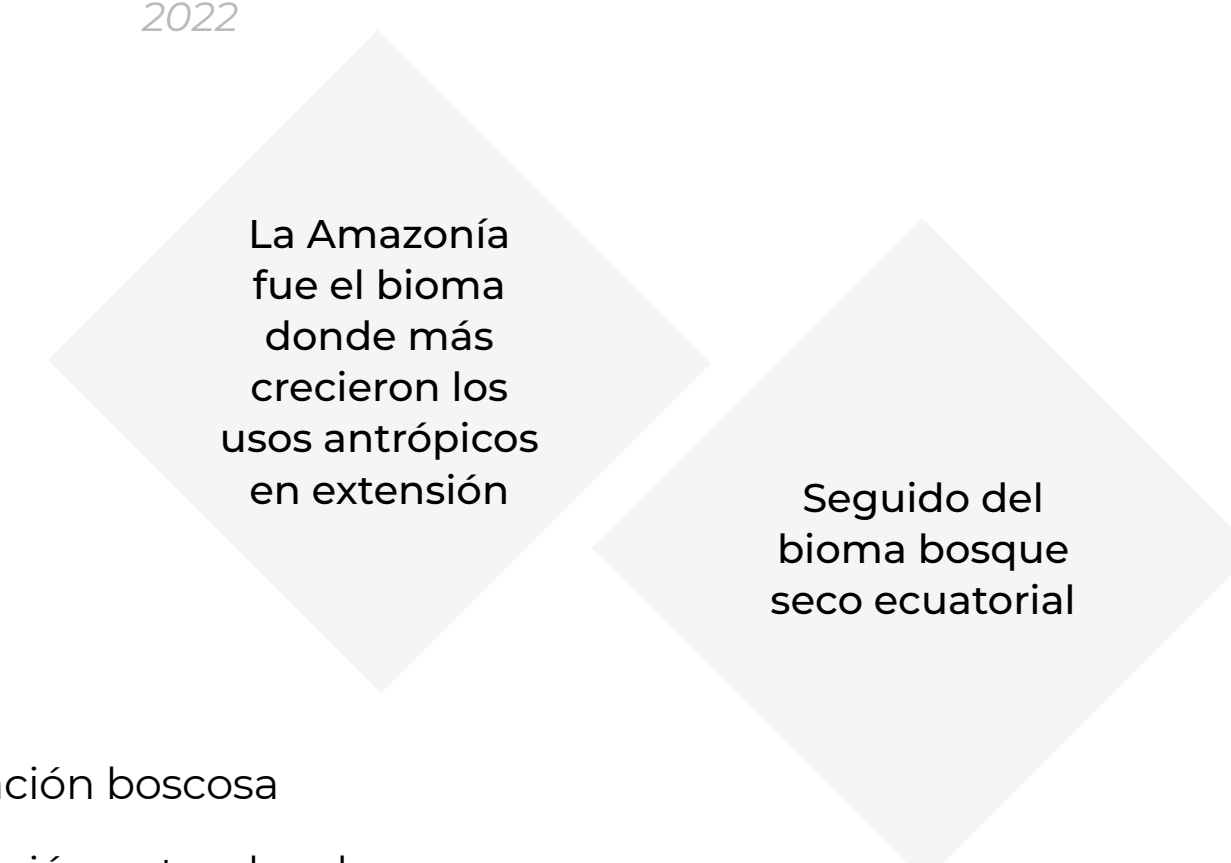 2022
La Amazonía
fue el bioma
donde más
crecieron los
usos antrópicos
en extensión
Seguido del
bioma bosque
seco ecuatorial
boscosa